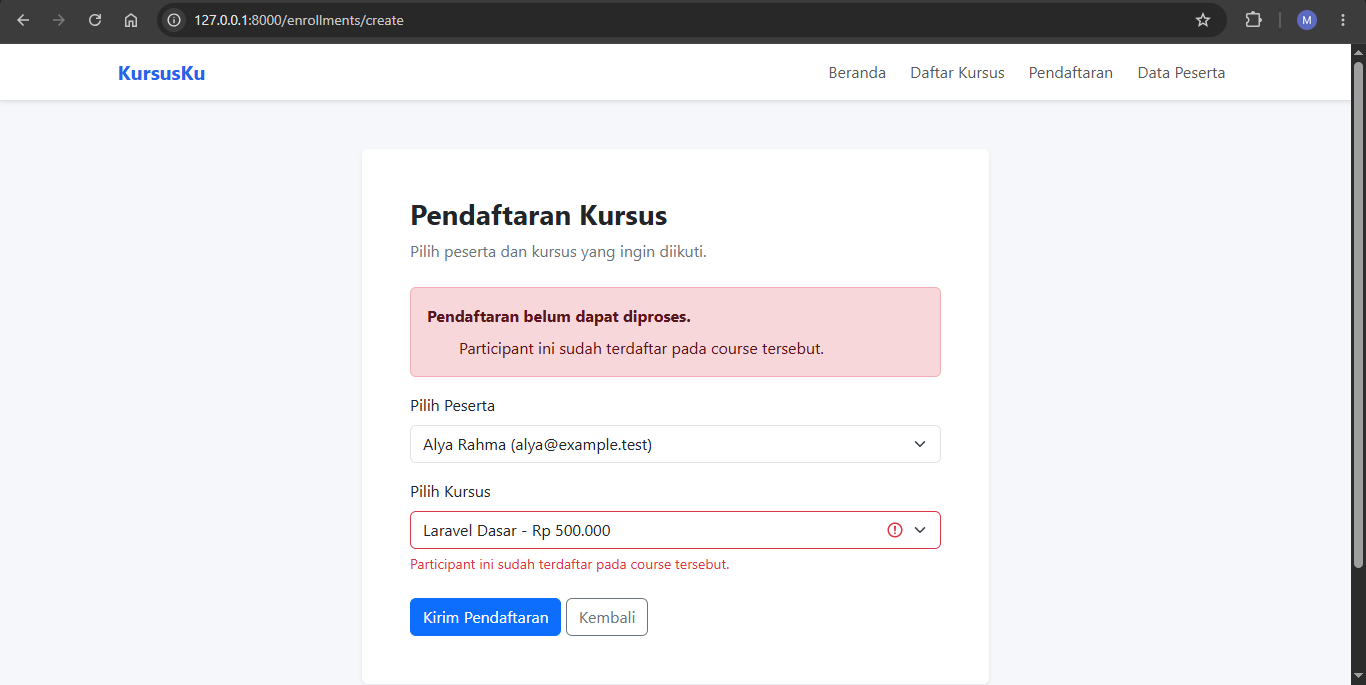 127.0.0.1:8000/enrollments/create
M
KursusKu
Beranda Daftar Kursus Pendaftaran Data Peserta
Pendaftaran Kursus
Pilih peserta dan kursus yang ingin diikuti.
Pendaftaran belum dapat diproses.
Participant ini sudah terdaftar pada course tersebut.
Pilih Peserta
Alya Rahma (alya@example.test)
Pilih Kursus
Laravel Dasar - Rp 500.000
Participant ini sudah terdaftar pada course tersebut.
Kirim Pendaftaran Kembali